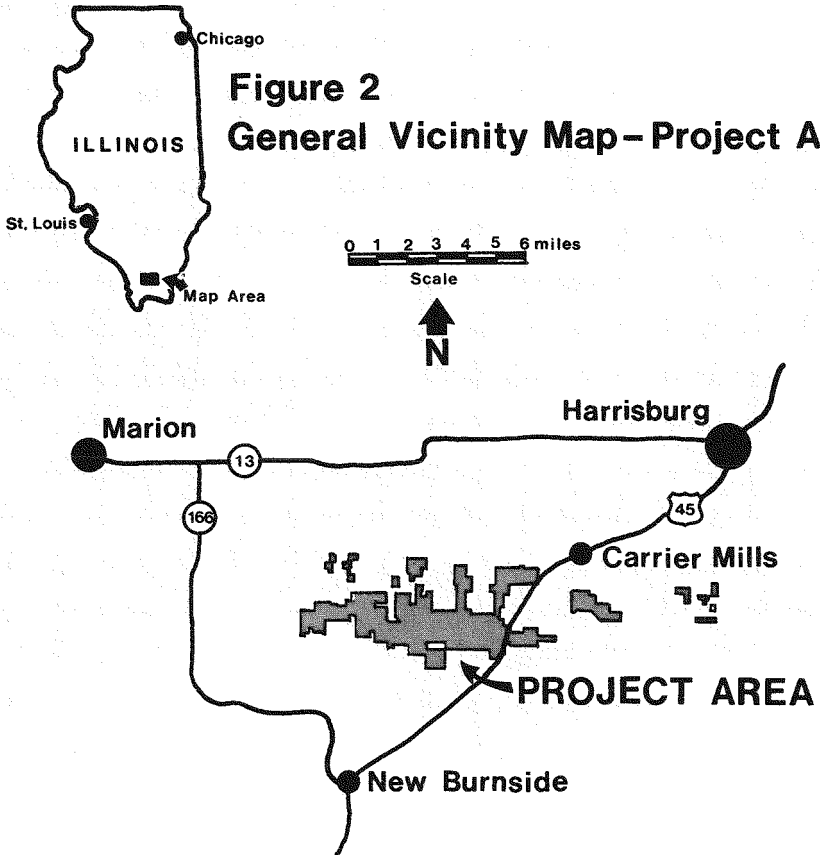 Chicago
Figure 2
General Vicinity Map-Project A
ILLINOIS
St. Louis
Map Area
0 1 2 3 4 5 6 miles
Scale
N
Marion
Harrisburg
13
166
45
Carrier Mills
PROJECT AREA
New Burnside